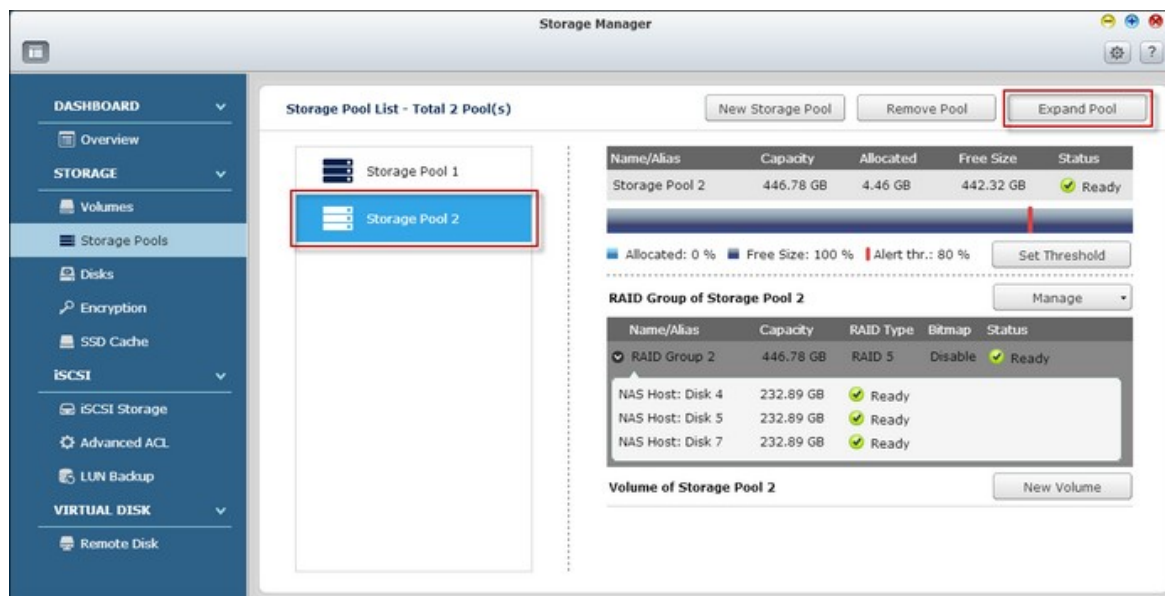 Storage Manager
?
DASHBOARD
Overview
STORAGE
Volumes
Storage Pools
Disks
Encryption
SSD Cache
iSCSI
iSCSI Storage
Advanced ACL
LUN Backup
VIRTUAL DISK
Remote Disk
Storage Pool List - Total 2 Pool(s)
New Storage Pool
Remove Pool
Expand Pool
Storage Pool 1
Storage Pool 2
Name/Alias Capacity Allocated Free Size Status
Storage Pool 2 446.78 GB 4.46 GB 442.32 GB Ready
Allocated: 0 % Free Size: 100 % Alert thr.: 80 % Set Threshold
RAID Group of Storage Pool 2 Manage
Name/Alias Capacity RAID Type Bitmap Status
RAID Group 2 446.78 GB RAID 5 Disable Ready
NAS Host: Disk 4 232.89 GB Ready
NAS Host: Disk 5 232.89 GB Ready
NAS Host: Disk 7 232.89 GB Ready
Volume of Storage Pool 2 New Volume